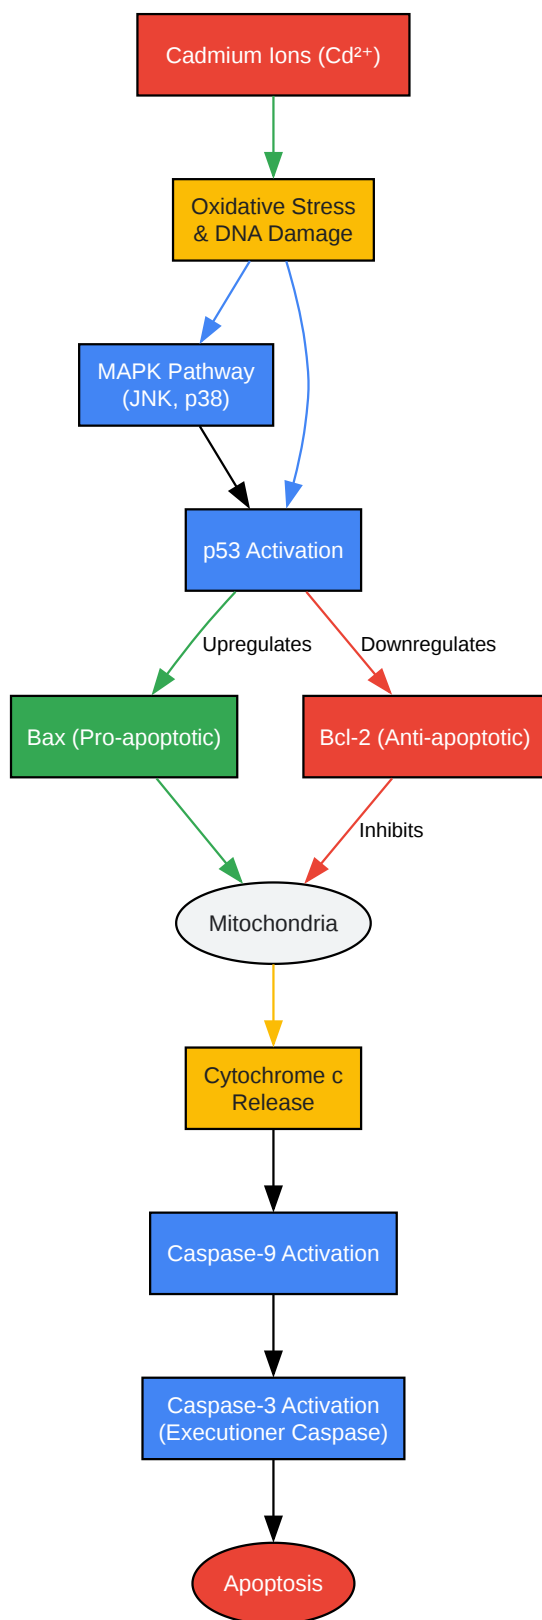 Cadmium Ions (Cd²⁺)
Oxidative Stress
& DNA Damage
MAPK Pathway
(JNK, p38)
p53 Activation
Upregulates
Downregulates
Bax (Pro-apoptotic)
Bcl-2 (Anti-apoptotic)
Inhibits
Mitochondria
Cytochrome c
Release
Caspase-9 Activation
Caspase-3 Activation
(Executioner Caspase)
Apoptosis